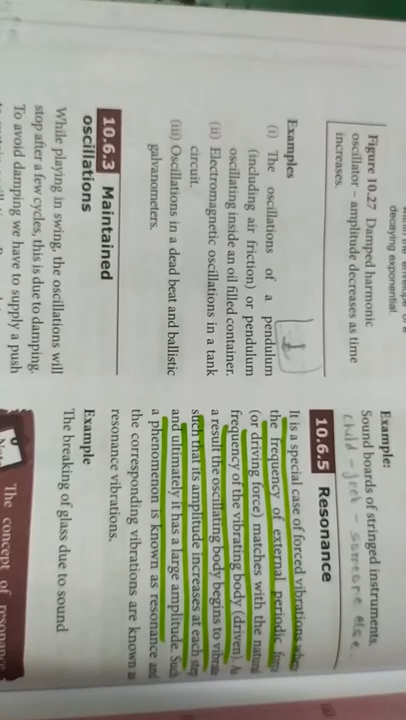 decaying exponential.
Figure 10.27 Damped harmonic
oscillator – amplitude decreases as time
increases.
Examples
(i) The oscillations of a pendulum
(including air friction) or pendulum
oscillating inside an oil filled container.
(ii) Electromagnetic oscillations in a tank
circuit.
(iii) Oscillations in a dead beat and ballistic
galvanometers.
10.6.3 Maintained
oscillations
While playing in swing, the oscillations will
stop after a few cycles, this is due to damping.
To avoid damping we have to supply a push
Example:
Sound boards of stringed instruments.
someone else.
10.6.5 Resonance
It is a special case of forced vibrations
the frequency of external periodic
(or driving force) matches with the natural
frequency of the vibrating body (driven). As
a result the oscillating body begins to vibrate
such that its amplitude increases at each step
and ultimately it has a large amplitude. Such
a phenomenon is known as resonance and
the corresponding vibrations are known as
resonance vibrations.
Example
The breaking of glass due to sound
The concept of resonance